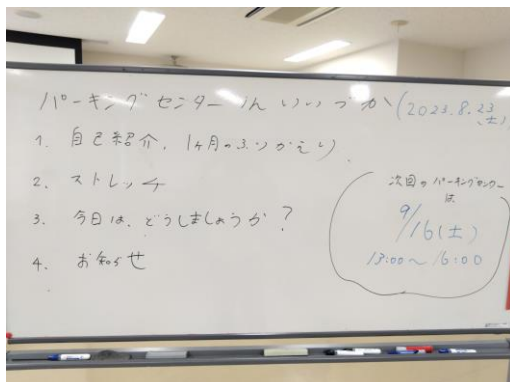 パーキングセンターinいいづか(2023.8.23(土))
1. 自己紹介, 1ヶ月のふりかえり
2. ストレッチ
3. 今日は、どうしましょうか?
4. お知らせ
次回のパーキングセンターは
9/16(土)
13:00〜16:00